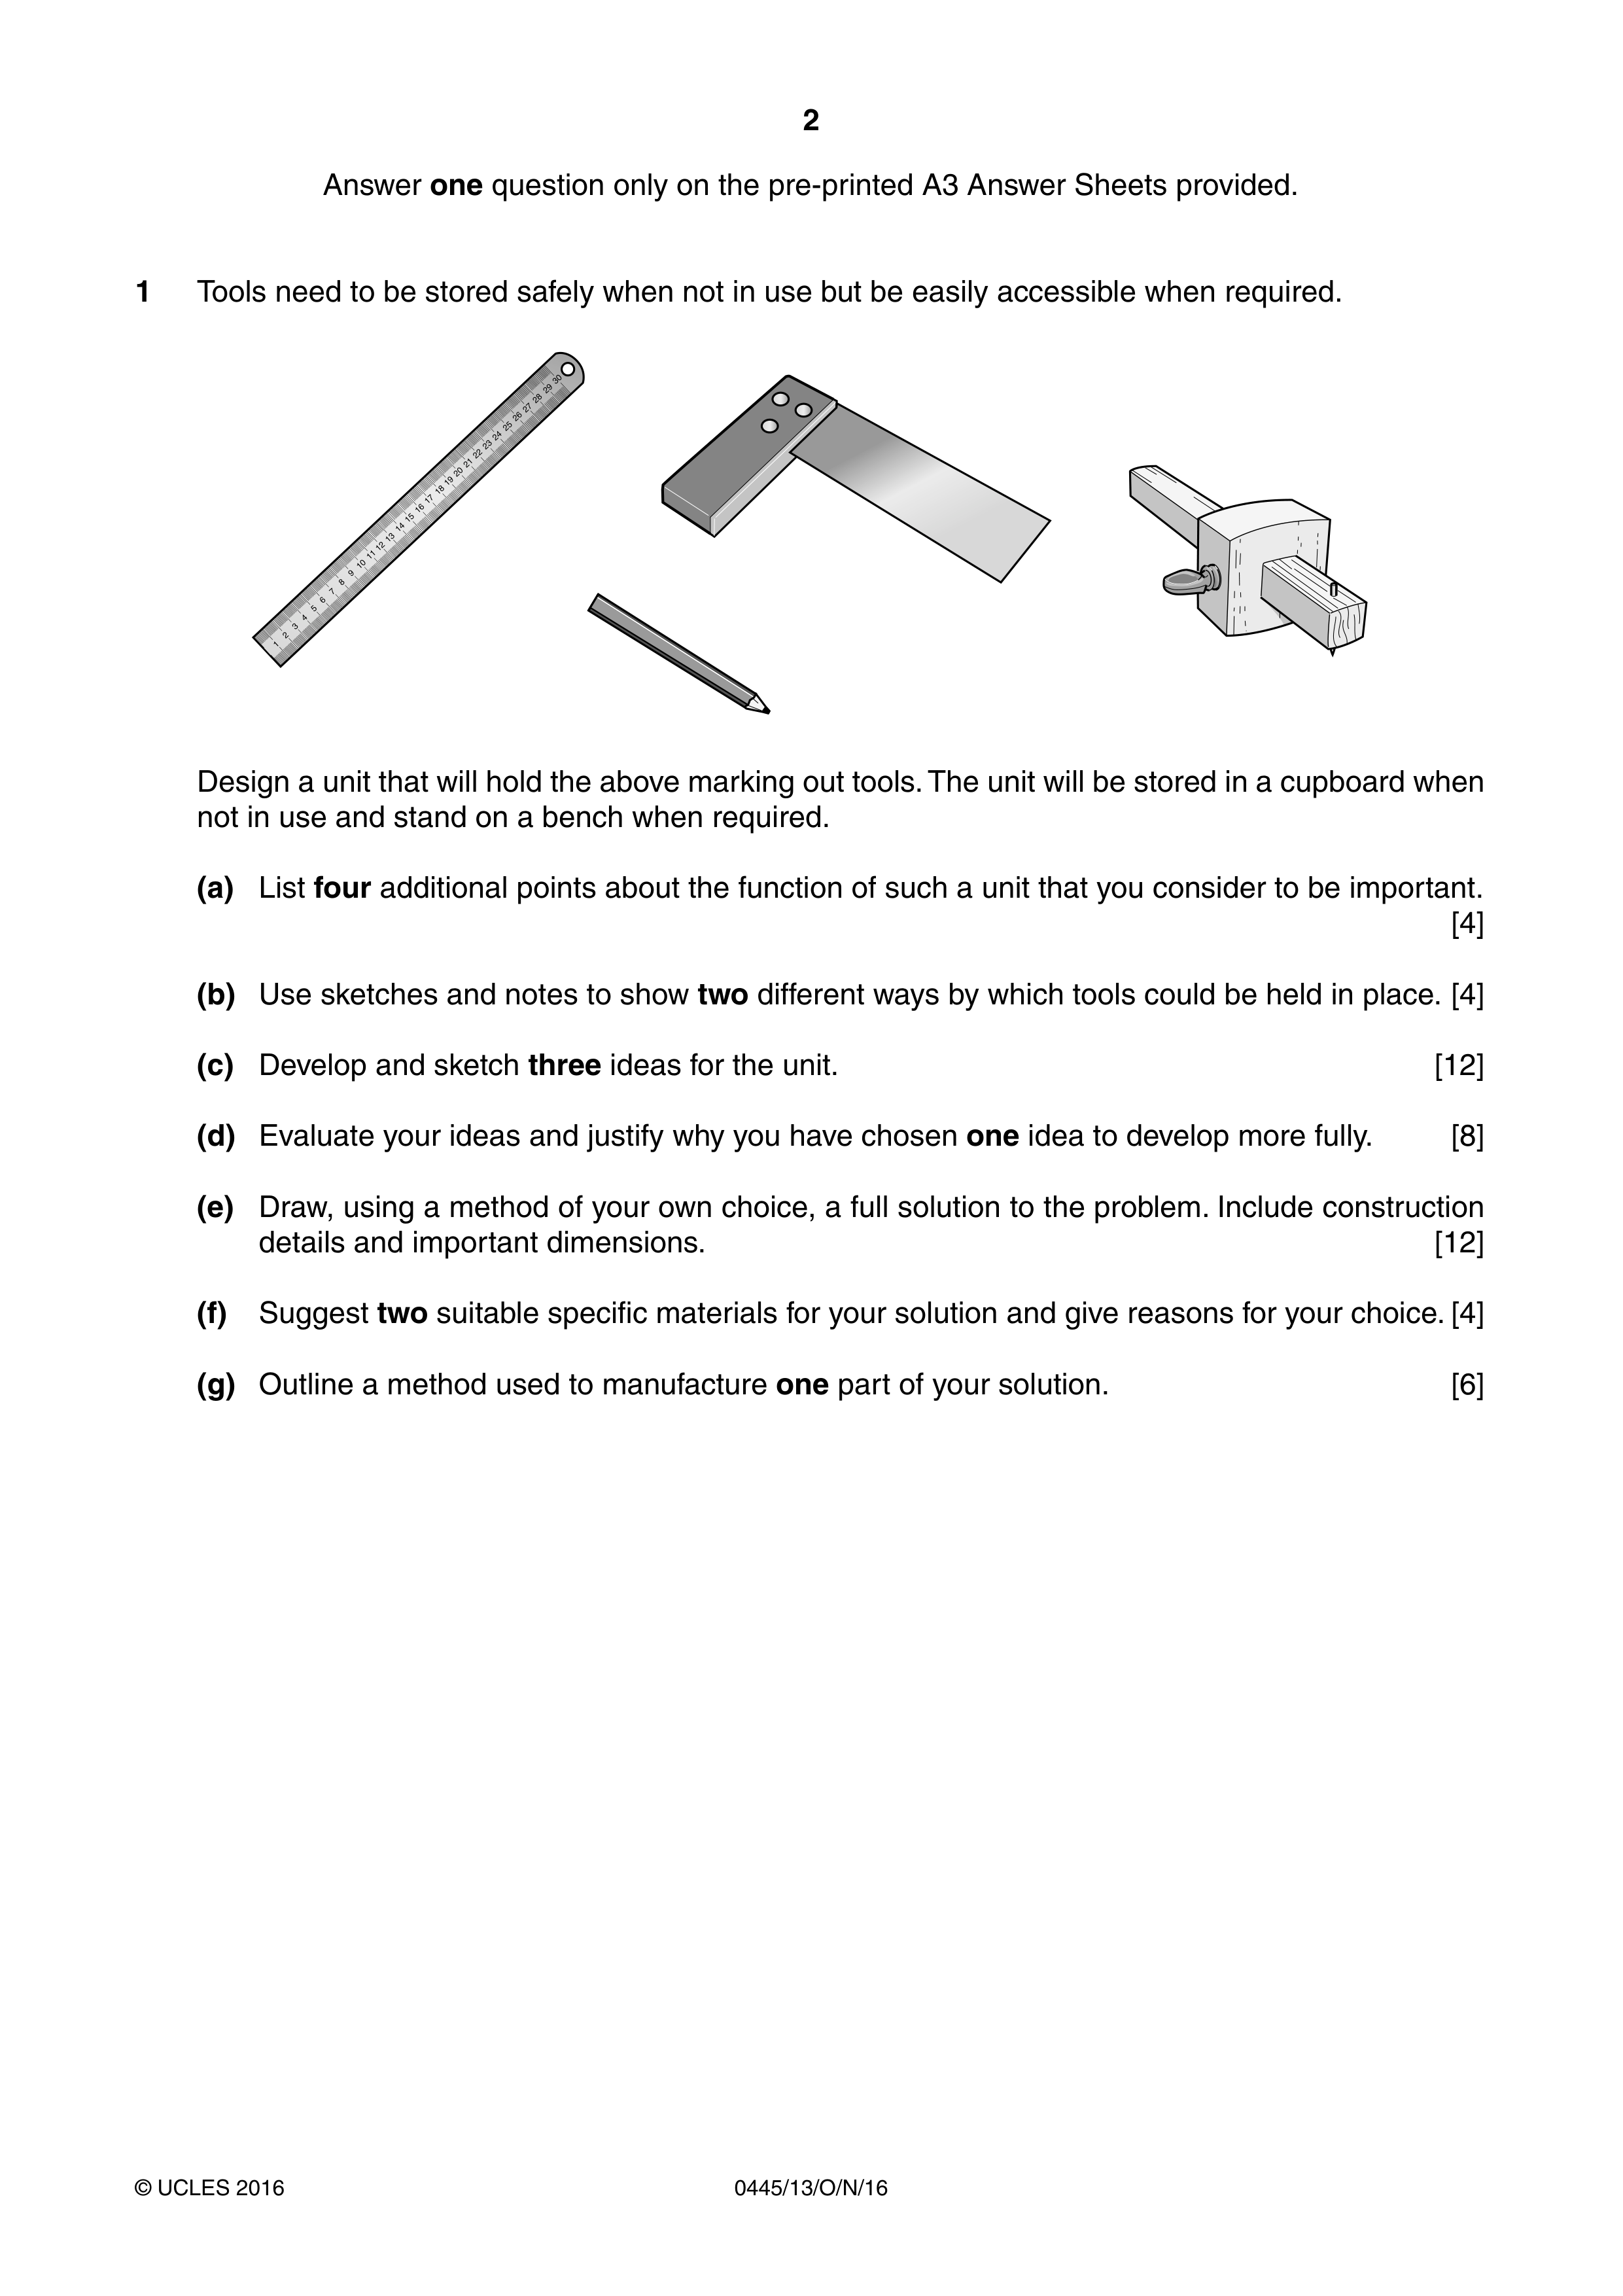 2
Answer one question only on the pre-printed A3 Answer Sheets provided.
1 Tools need to be stored safely when not in use but be easily accessible when required.
1 2 3 4 5 6 7 8 9 10 11 12 13 14 15 16 17 18 19 20 21 22 23 24 25 26 27 28 29 30
Design a unit that will hold the above marking out tools. The unit will be stored in a cupboard when
not in use and stand on a bench when required.
(a) List four additional points about the function of such a unit that you consider to be important.
[4]
(b) Use sketches and notes to show two different ways by which tools could be held in place. [4]
(c) Develop and sketch three ideas for the unit. [12]
(d) Evaluate your ideas and justify why you have chosen one idea to develop more fully. [8]
(e) Draw, using a method of your own choice, a full solution to the problem. Include construction
details and important dimensions. [12]
(f) Suggest two suitable specific materials for your solution and give reasons for your choice. [4]
(g) Outline a method used to manufacture one part of your solution. [6]
© UCLES 2016 0445/13/O/N/16